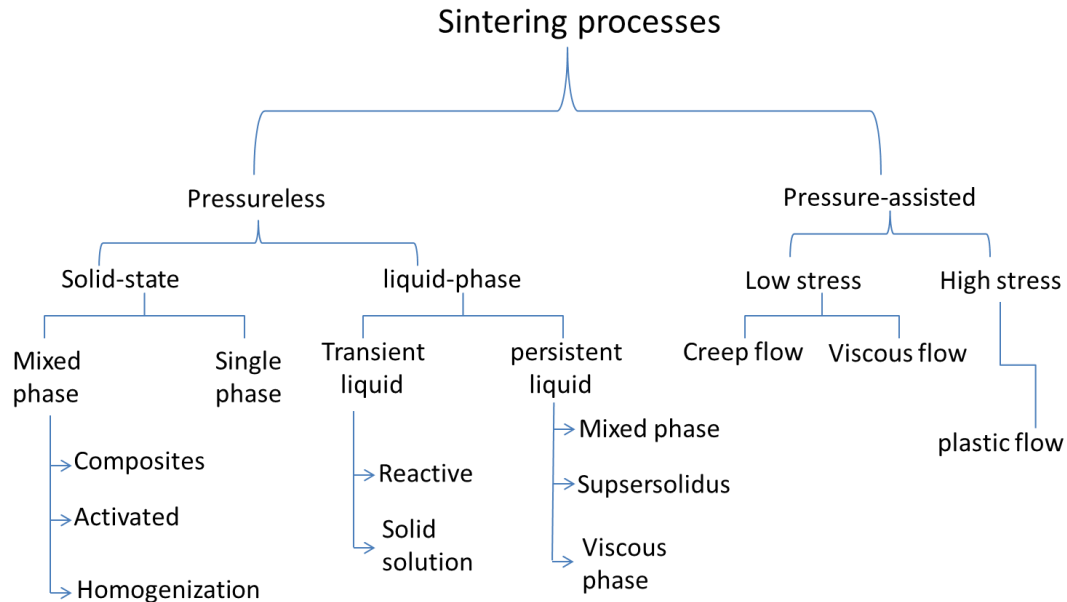 Sintering processes
Pressureless
Pressure-assisted
Solid-state
liquid-phase
Low stress
High stress
Mixed
phase
Single
phase
Transient
liquid
persistent
liquid
Creep flow
Viscous flow
plastic flow
Composites
Activated
Homogenization
Reactive
Solid
solution
Mixed phase
Supsersolidus
Viscous
phase